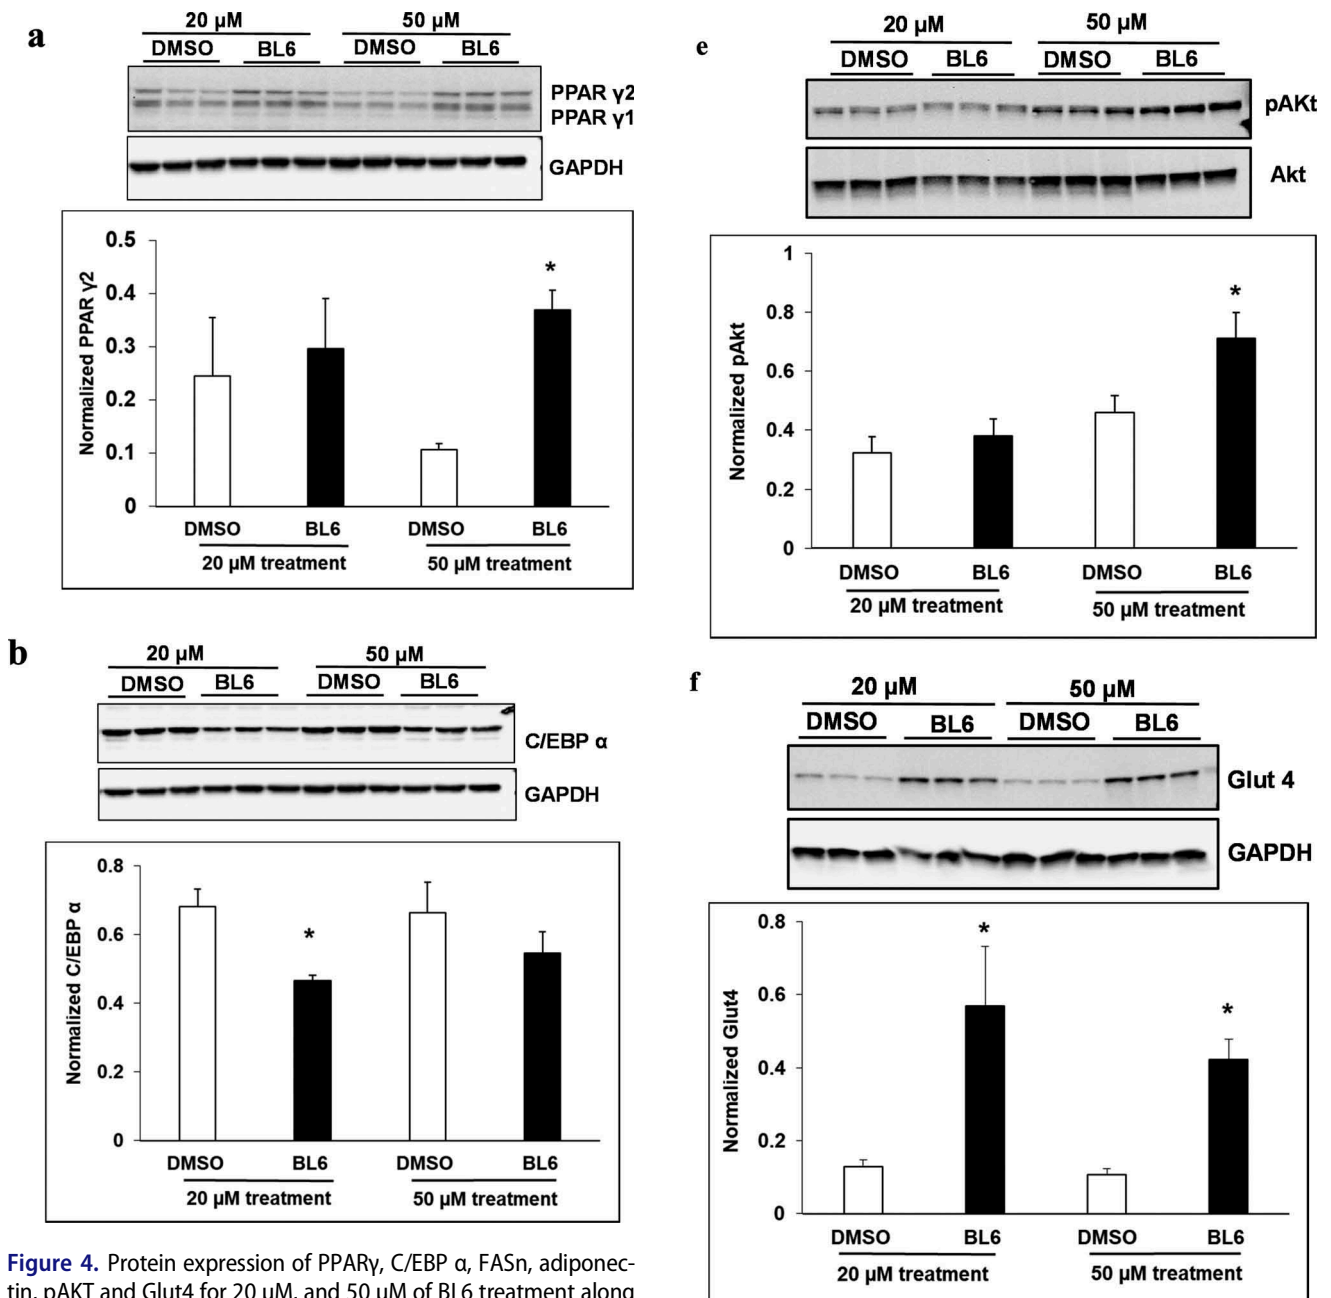 a
20 µM 50 µM
DMSO BL6 DMSO BL6
PPAR γ2
PPAR γ1
GAPDH
0.5
0.4
0.3
0.2
0.1
0
Normalized PPAR γ2
*
DMSO BL6 DMSO BL6
20 µM treatment 50 µM treatment
b
20 µM 50 µM
DMSO BL6 DMSO BL6
C/EBP α
GAPDH
0.8
0.6
0.4
0.2
0
Normalized C/EBP α
*
DMSO BL6 DMSO BL6
20 µM treatment 50 µM treatment
Figure 4. Protein expression of PPARγ, C/EBP α, FASn, adiponec-
tin, pAKT and Glut4 for 20 µM, and 50 µM of BL6 treatment along
e
20 µM 50 µM
DMSO BL6 DMSO BL6
pAKt
Akt
1
0.8
0.6
0.4
0.2
0
Normalized pAkt
*
DMSO BL6 DMSO BL6
20 µM treatment 50 µM treatment
f
20 µM 50 µM
DMSO BL6 DMSO BL6
Glut 4
GAPDH
0.8
0.6
0.4
0.2
0
Normalized Glut4
*
*
DMSO BL6 DMSO BL6
20 µM treatment 50 µM treatment